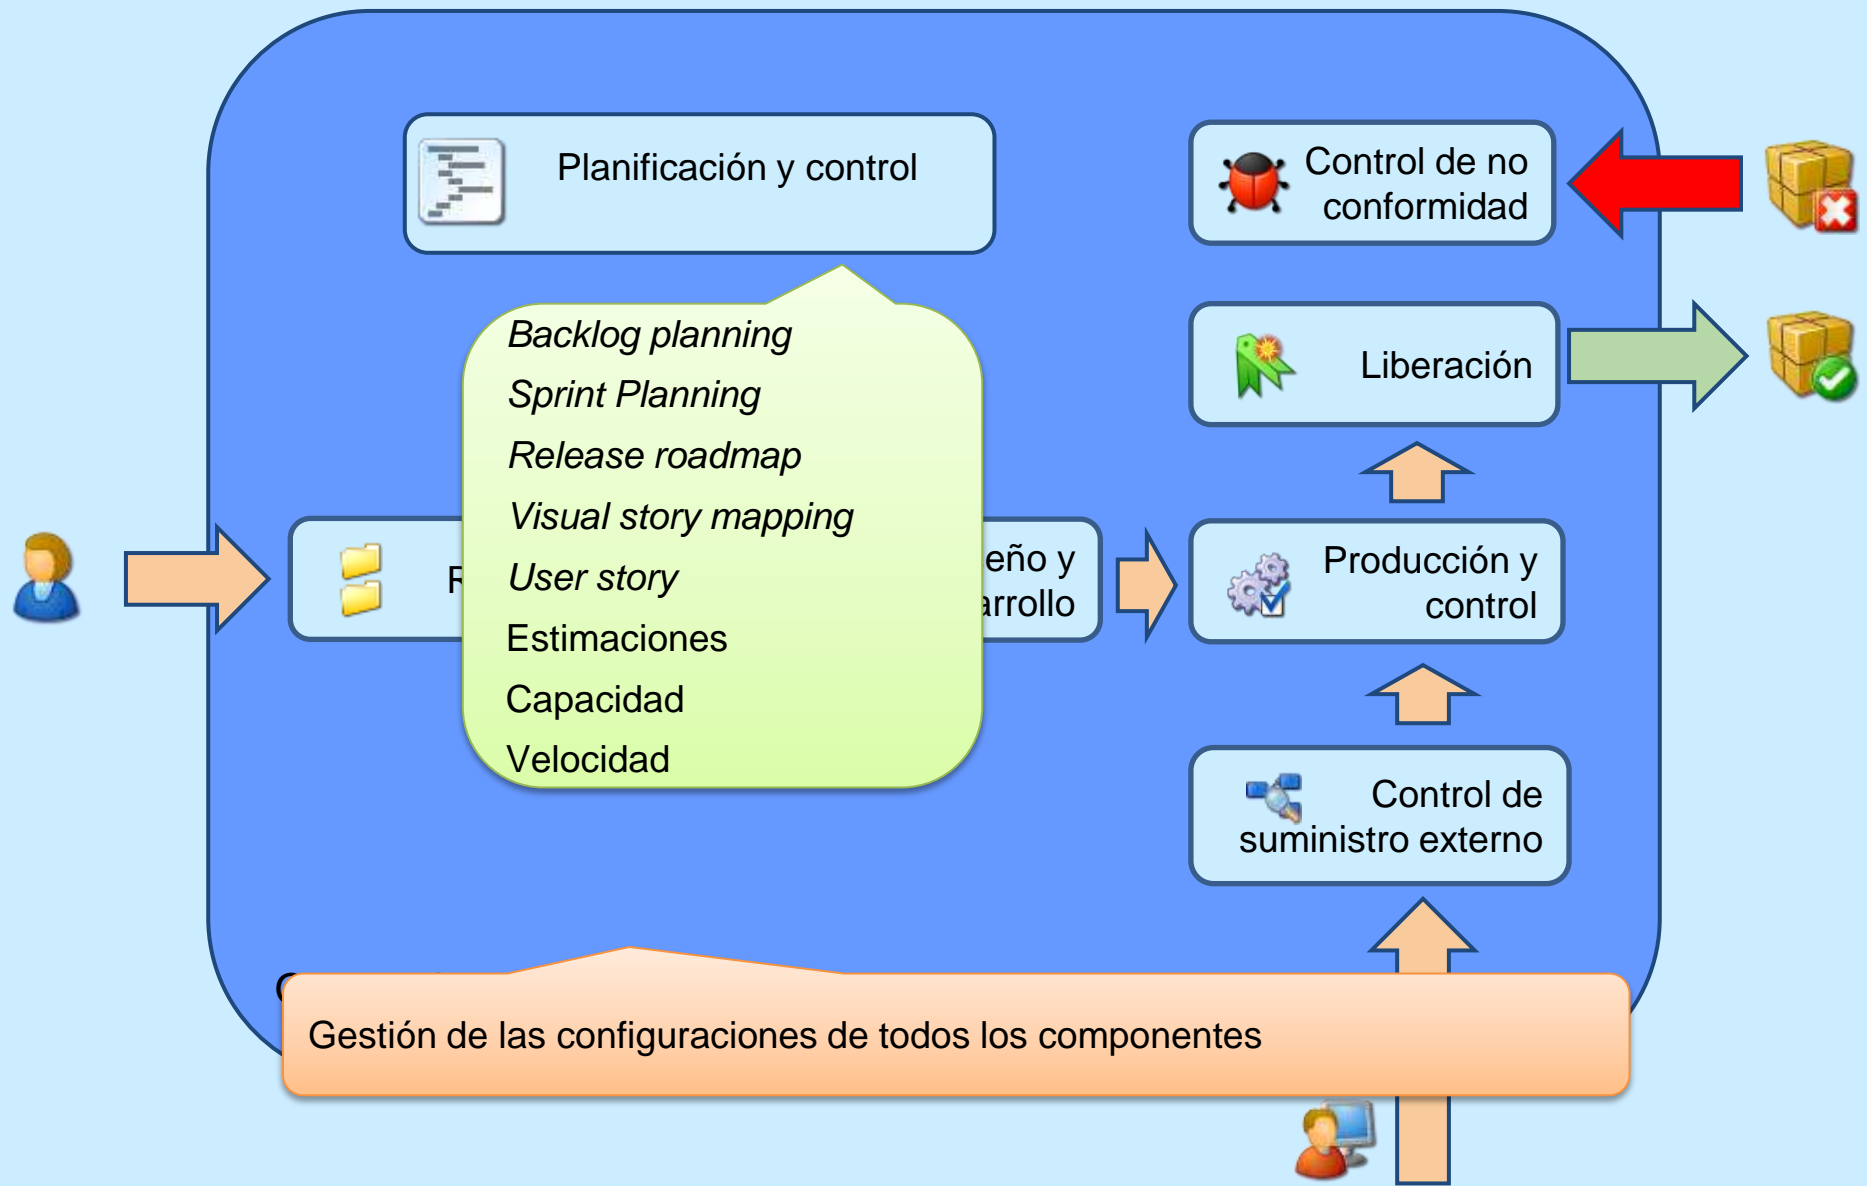 Planificación y control
Control de no
conformidad
Backlog planning
Sprint Planning
Release roadmap
Visual story mapping
User story
Estimaciones
Capacidad
Velocidad
Liberación
eño y
rrollo
Producción y
control
Control de
suministro externo
Gestión de las configuraciones de todos los componentes